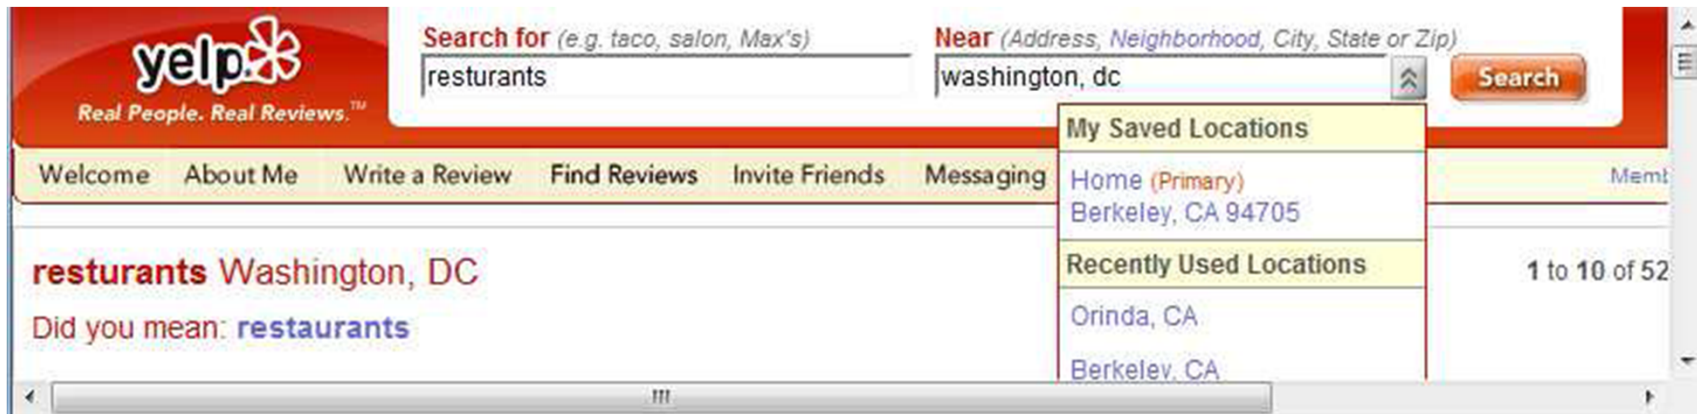 yelp
Real People. Real Reviews.™
Search for (e.g. taco, salon, Max's)
resturants
Near (Address, Neighborhood, City, State or Zip)
washington, dc
Search
Welcome About Me Write a Review Find Reviews Invite Friends Messaging
My Saved Locations
Home (Primary)
Berkeley, CA 94705
Recently Used Locations
Orinda, CA
Berkeley, CA
resturants Washington, DC
1 to 10 of 52
Did you mean: restaurants